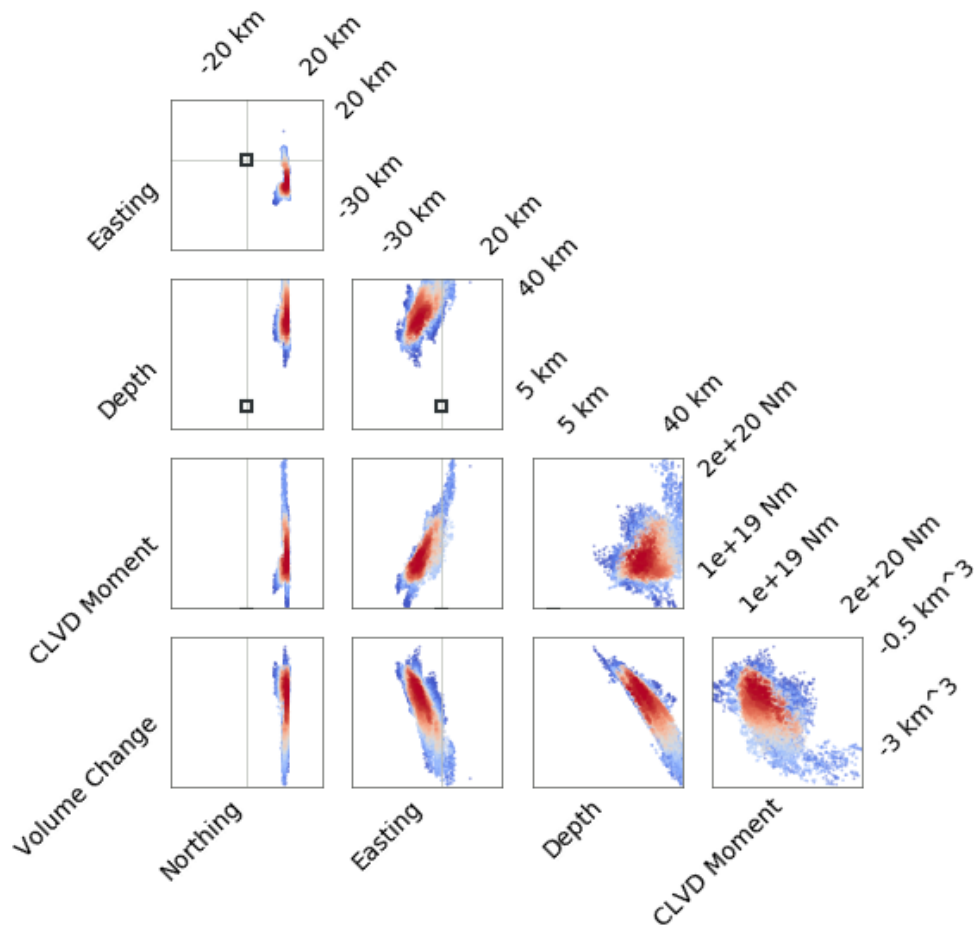 -20 km
20 km
20 km
-30 km
Easting
-30 km
20 km
40 km
5 km
Depth
5 km
40 km
2e+20 Nm
1e+19 Nm
CLVD Moment
1e+19 Nm
2e+20 Nm
-0.5 km^3
-3 km^3
Volume Change
Northing
Easting
Depth
CLVD Moment